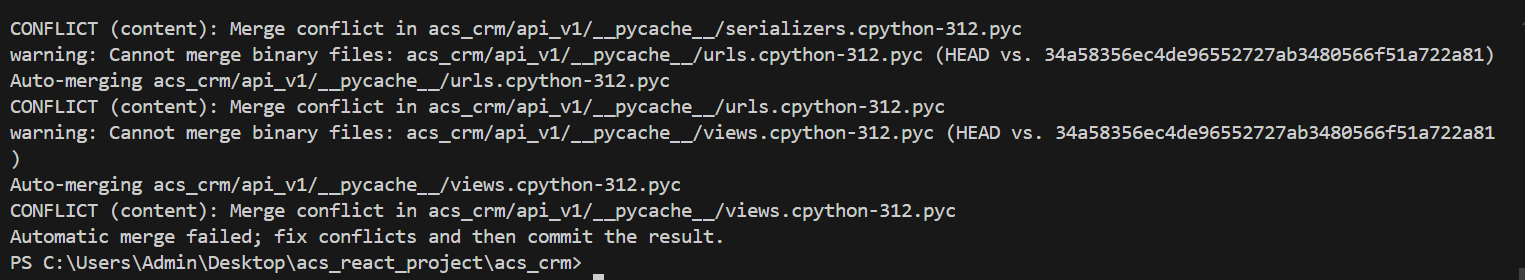 CONFLICT (content): Merge conflict in acs_crm/api_v1/__pycache__/serializers.cpython-312.pyc
warning: Cannot merge binary files: acs_crm/api_v1/__pycache__/urls.cpython-312.pyc (HEAD vs. 34a58356ec4de96552727ab3480566f51a722a81)
Auto-merging acs_crm/api_v1/__pycache__/urls.cpython-312.pyc
CONFLICT (content): Merge conflict in acs_crm/api_v1/__pycache__/urls.cpython-312.pyc
warning: Cannot merge binary files: acs_crm/api_v1/__pycache__/views.cpython-312.pyc (HEAD vs. 34a58356ec4de96552727ab3480566f51a722a81
)
Auto-merging acs_crm/api_v1/__pycache__/views.cpython-312.pyc
CONFLICT (content): Merge conflict in acs_crm/api_v1/__pycache__/views.cpython-312.pyc
Automatic merge failed; fix conflicts and then commit the result.
PS C:\Users\Admin\Desktop\acs_react_project\acs_crm>